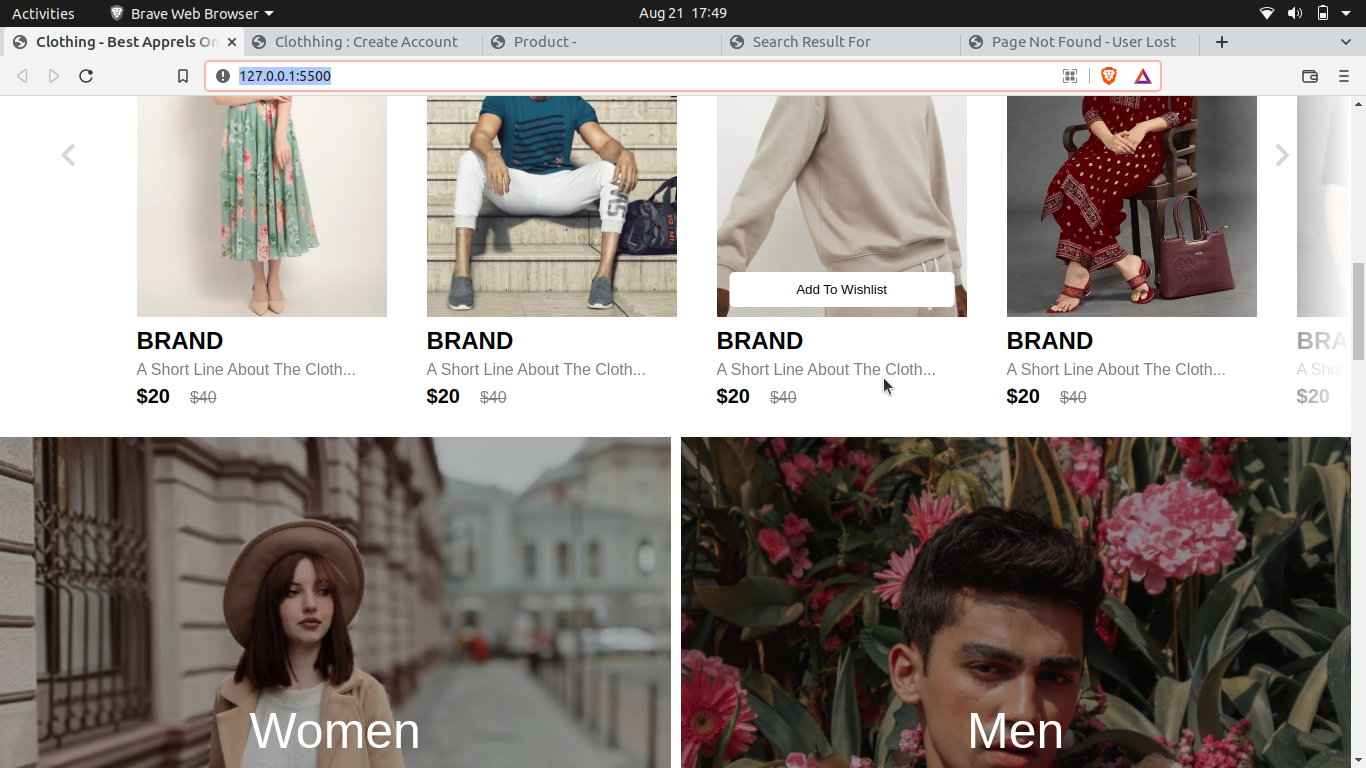 Activities Brave Web Browser Aug 21 17:49
Clothing - Best Apprels On Clothhing : Create Account Product - Search Result For Page Not Found - User Lost
127.0.0.1:5500
Add To Wishlist
BRAND BRAND BRAND BRAND BRA
A Short Line About The Cloth... A Short Line About The Cloth... A Short Line About The Cloth... A Short Line About The Cloth... A Shor
$20 $40 $20 $40 $20 $40 $20 $40 $20
Women Men